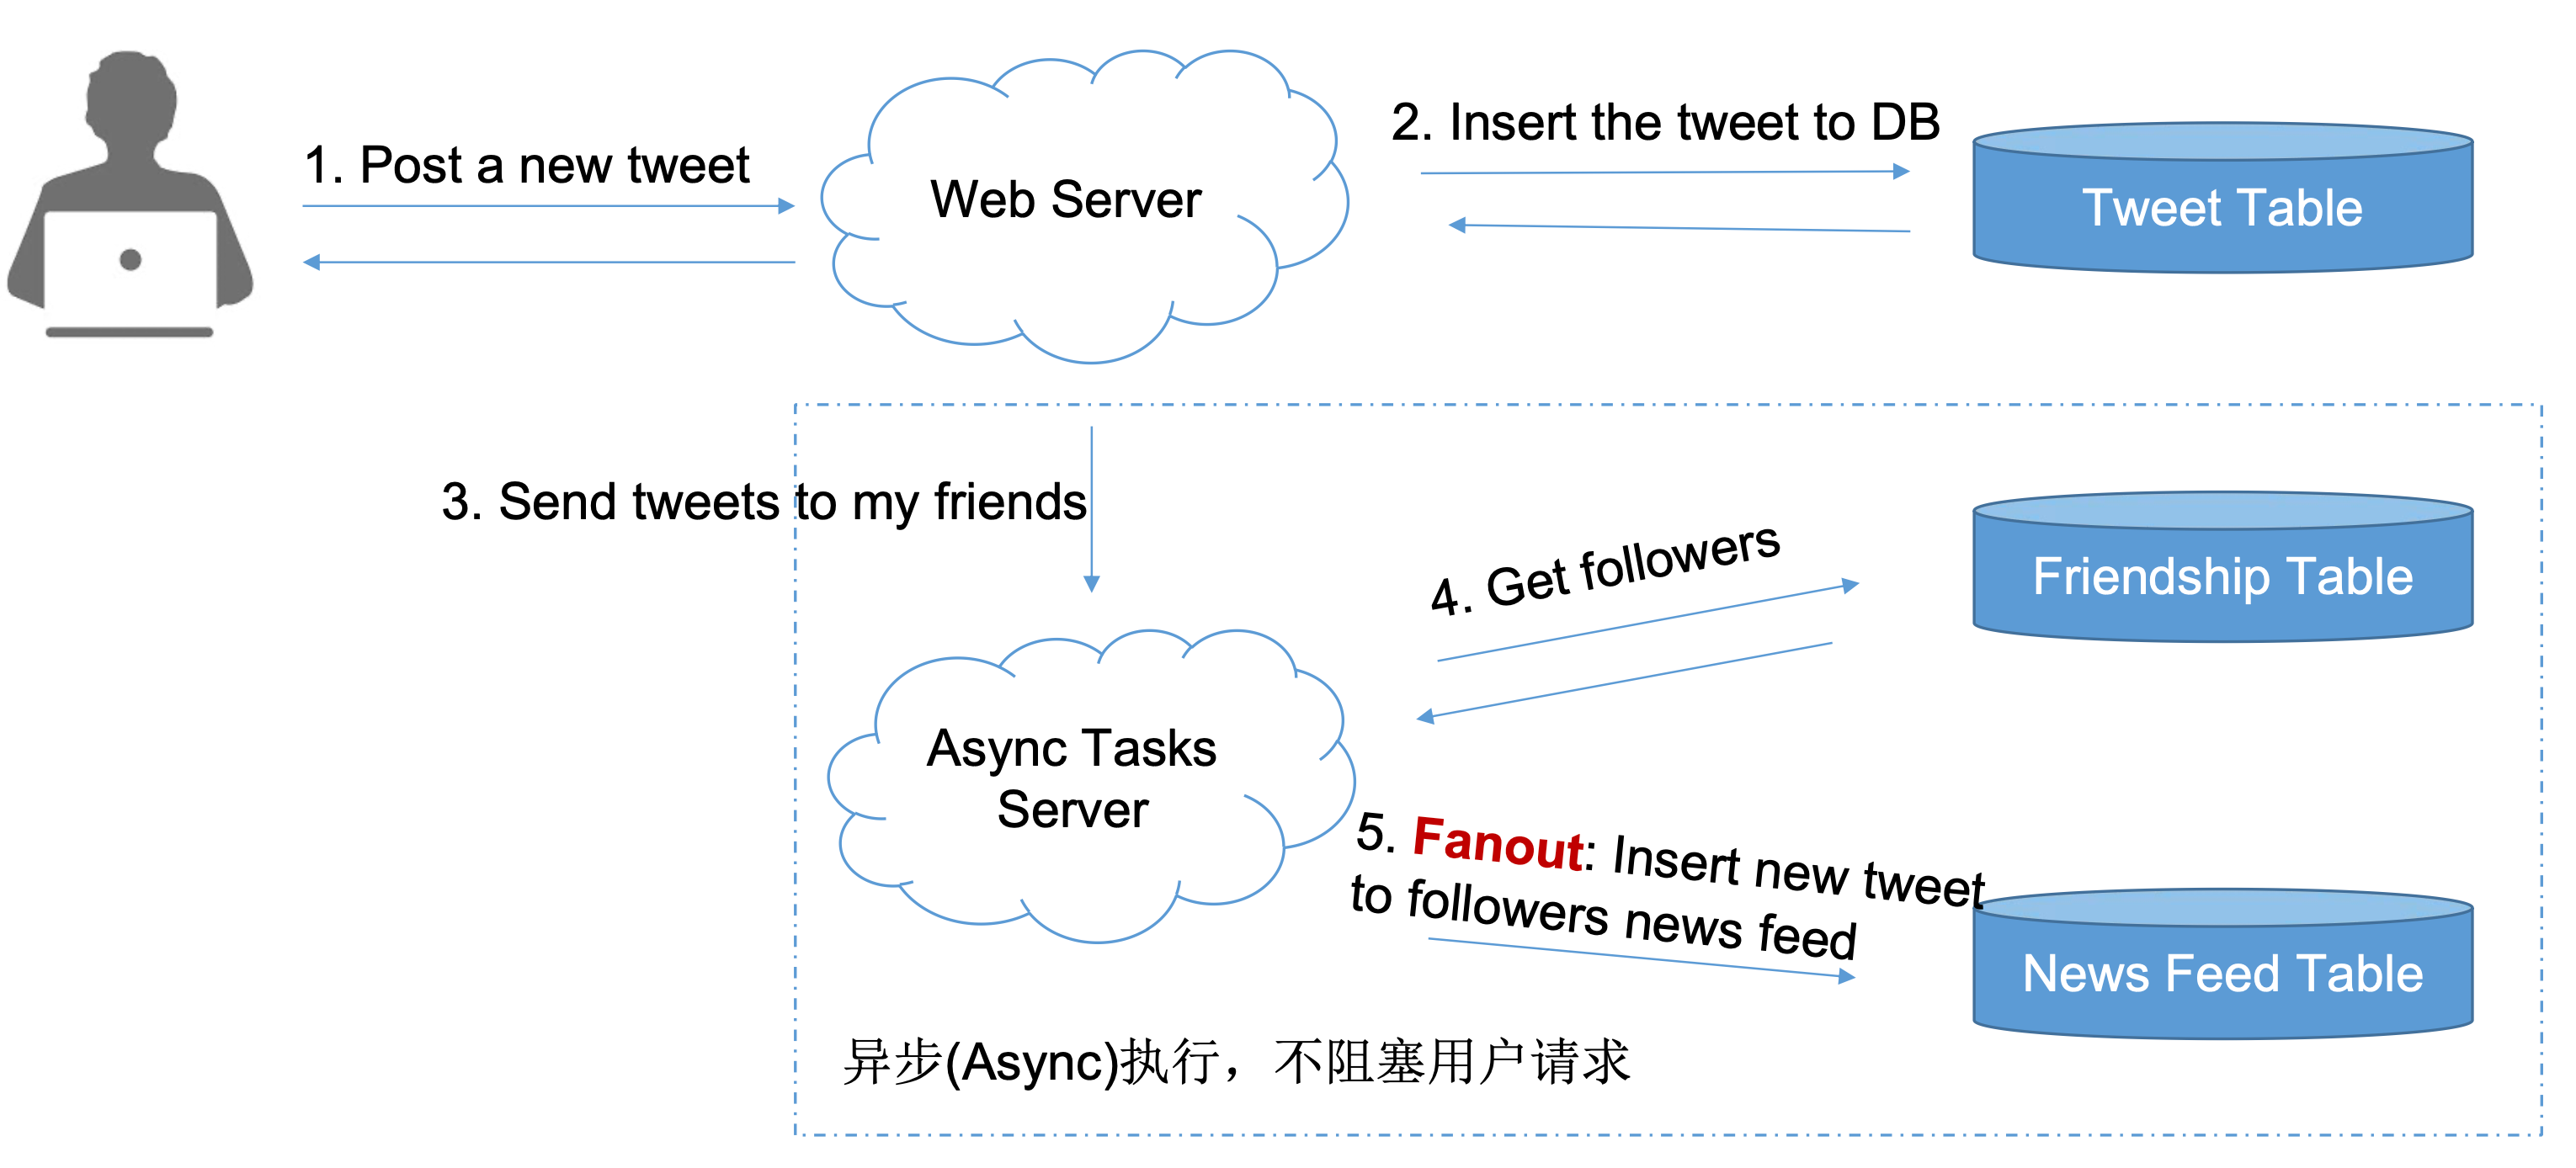 1. Post a new tweet
Web Server
2. Insert the tweet to DB
Tweet Table
3. Send tweets to my friends
4. Get followers
Friendship Table
Async Tasks
Server
5. Fanout: Insert new tweet
to followers news feed
News Feed Table
异步(Async)执行，不阻塞用户请求